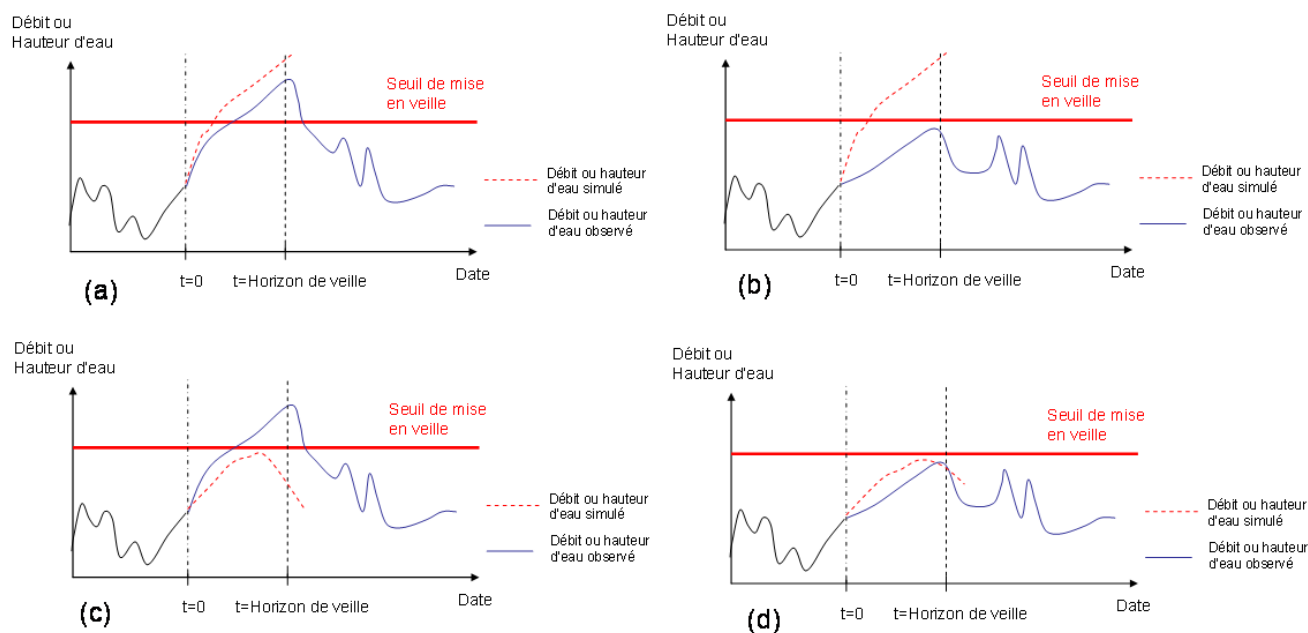 Débit ou
Hauteur d'eau
Seuil de mise
en veille
Débit ou hauteur
d'eau simulé
Débit ou hauteur
d'eau observé
Date
t=0
t=Horizon de veille
(a)
Débit ou
Hauteur d'eau
Seuil de mise
en veille
Débit ou hauteur
d'eau simulé
Débit ou hauteur
d'eau observé
Date
t=0
t=Horizon de veille
(b)
Débit ou
Hauteur d'eau
Seuil de mise
en veille
Débit ou hauteur
d'eau simulé
Débit ou hauteur
d'eau observé
Date
t=0
t=Horizon de veille
(c)
Débit ou
Hauteur d'eau
Seuil de mise
en veille
Débit ou hauteur
d'eau simulé
Débit ou hauteur
d'eau observé
Date
t=0
t=Horizon de veille
(d)